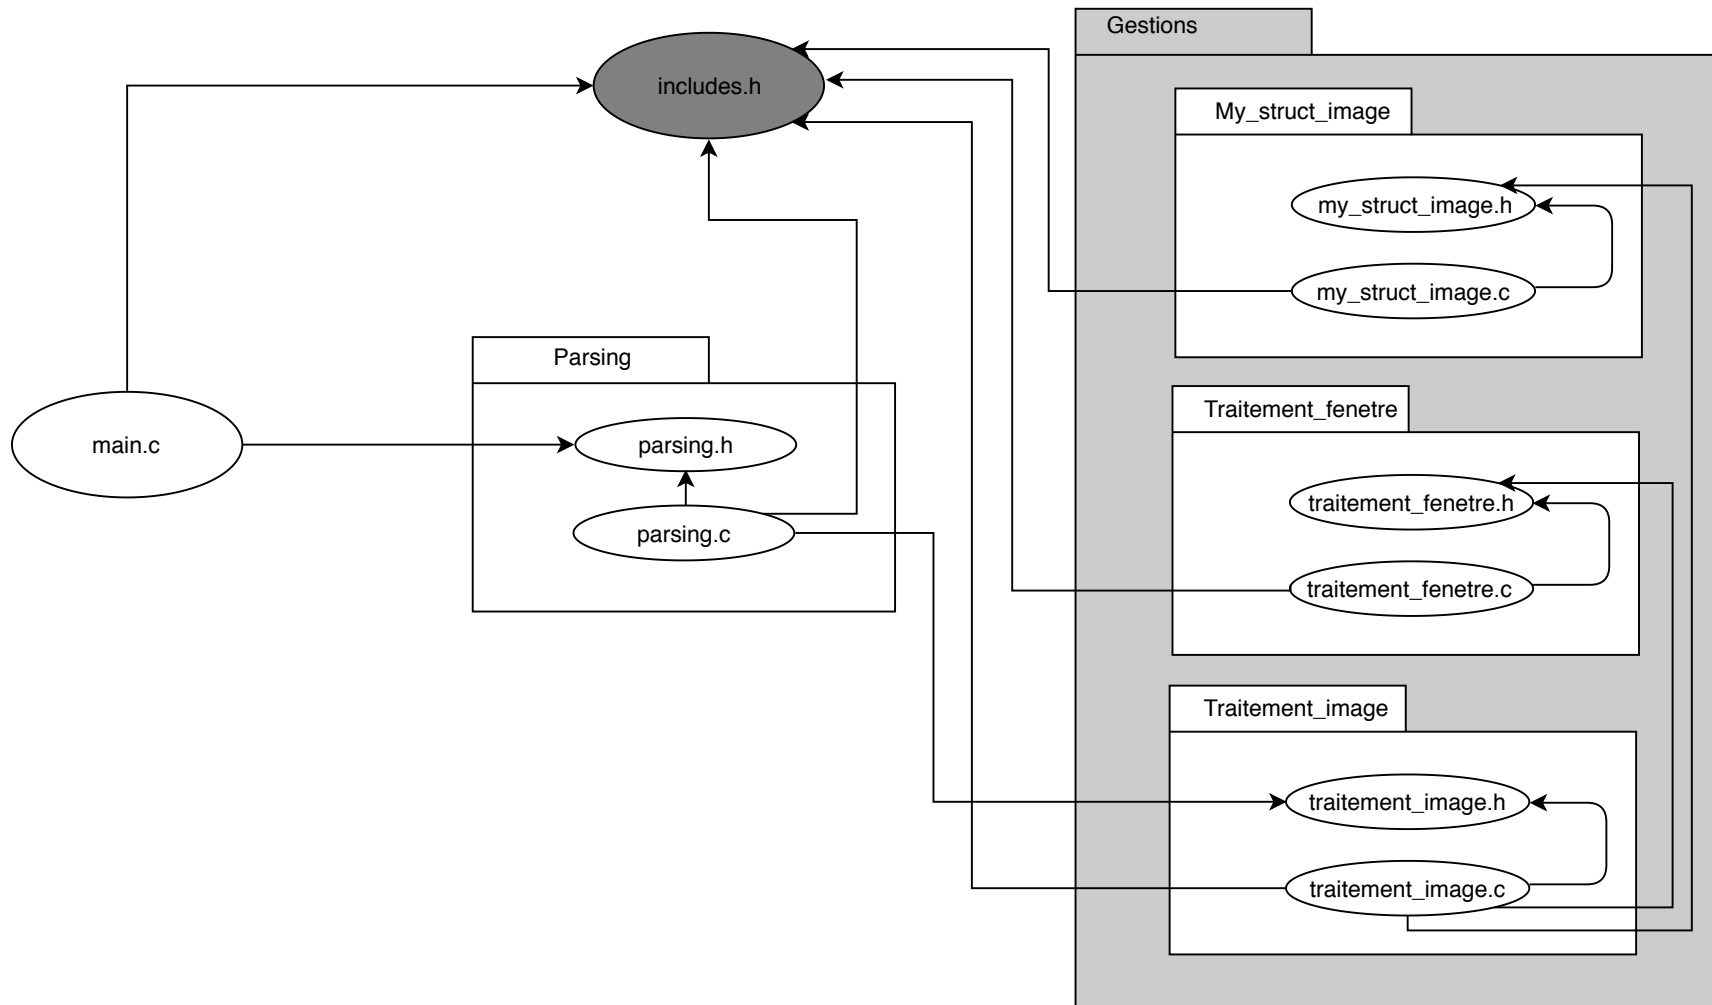 Gestions
includes.h
My_struct_image
my_struct_image.h
my_struct_image.c
Parsing
main.c
parsing.h
parsing.c
Traitement_fenetre
traitement_fenetre.h
traitement_fenetre.c
Traitement_image
traitement_image.h
traitement_image.c